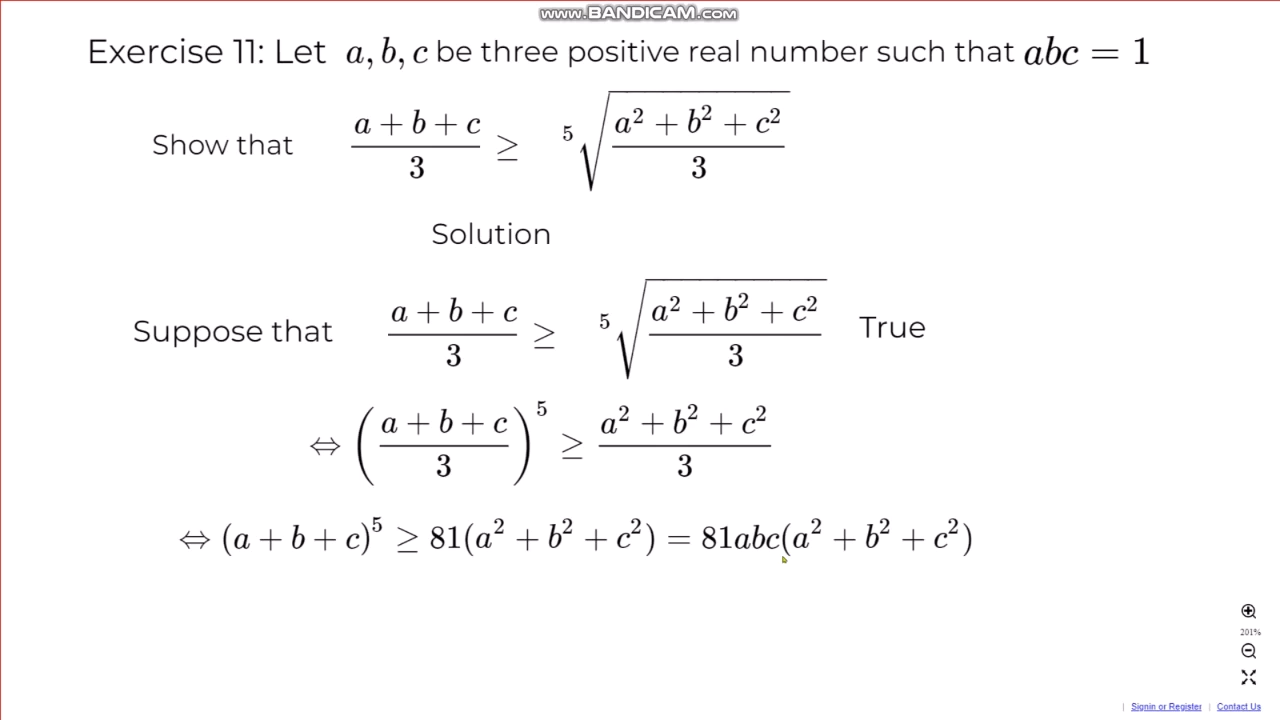 www.BANDICAM.com
Exercise 11: Let a, b, c be three positive real number such that abc = 1
Show that (a + b + c)/3 ≥ ⁵√((a² + b² + c²)/3)
Solution
Suppose that (a + b + c)/3 ≥ ⁵√((a² + b² + c²)/3) True
⇔ ((a + b + c)/3)⁵ ≥ (a² + b² + c²)/3
⇔ (a + b + c)⁵ ≥ 81(a² + b² + c²) = 81abc(a² + b² + c²)
201%
| Signin or Register | Contact Us